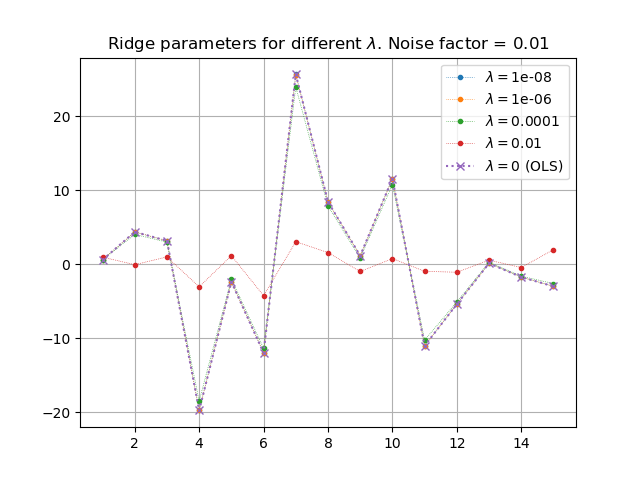 Ridge parameters for different λ. Noise factor = 0.01
λ = 1e-08
λ = 1e-06
λ = 0.0001
λ = 0.01
λ = 0 (OLS)
20
10
0
−10
−20
2 4 6 8 10 12 14